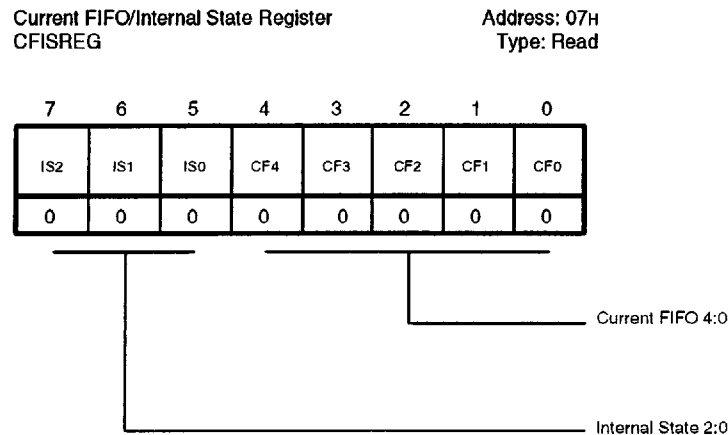 Current FIFO/Internal State Register Address: 07H
CFISREG Type: Read
7 6 5 4 3 2 1 0
IS2 IS1 IS0 CF4 CF3 CF2 CF1 CF0
0 0 0 0 0 0 0 0
Current FIFO 4:0
Internal State 2:0